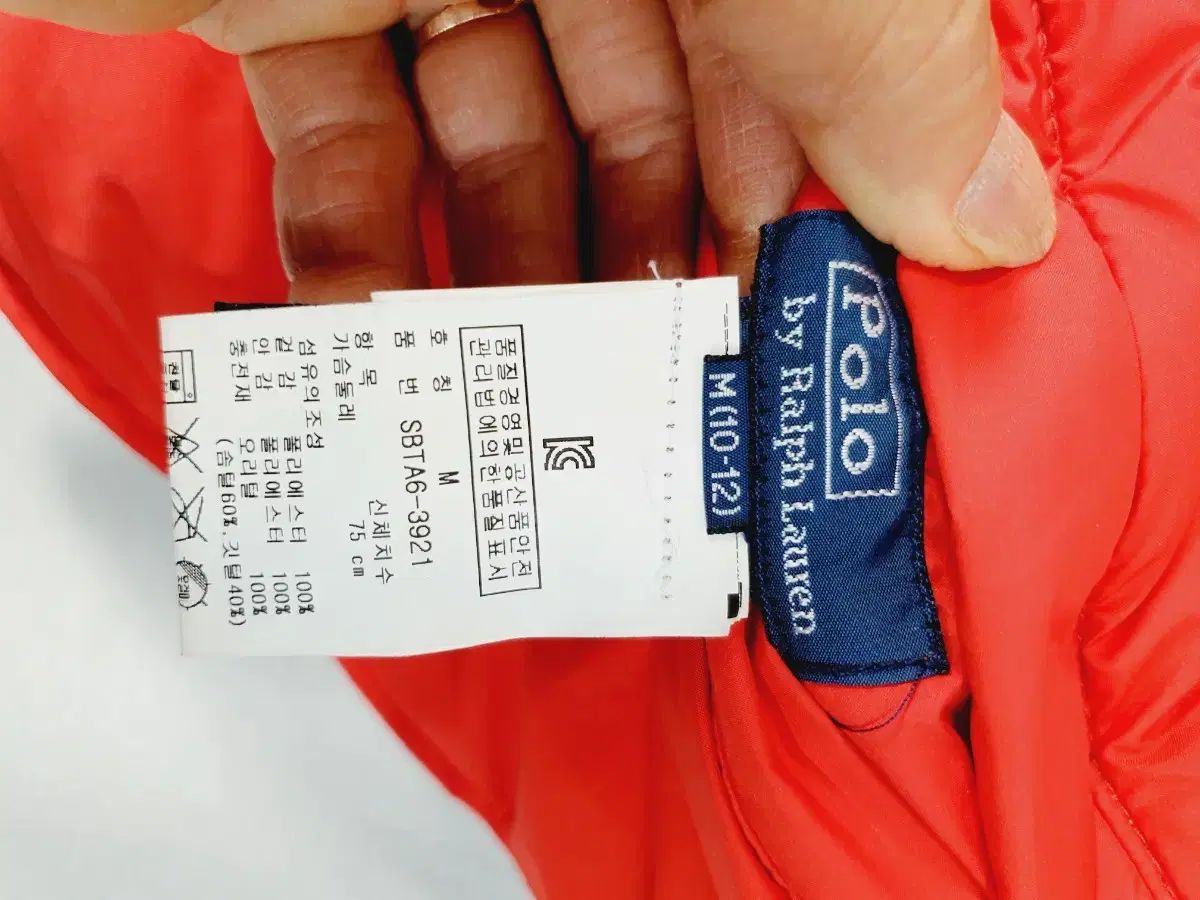 Polo
by Ralph Lauren
M(10-12)
품질경영및공산품안전
관리법에의한품질표시
호 칭 M
품 번 SBTA6-3921
항 목 신체치수
가슴둘레 75 cm
섬유의조성
겉 감 폴리에스터 100%
안 감 폴리에스터 100%
충전재 오리털 100%
(솜털60%,깃털40%)